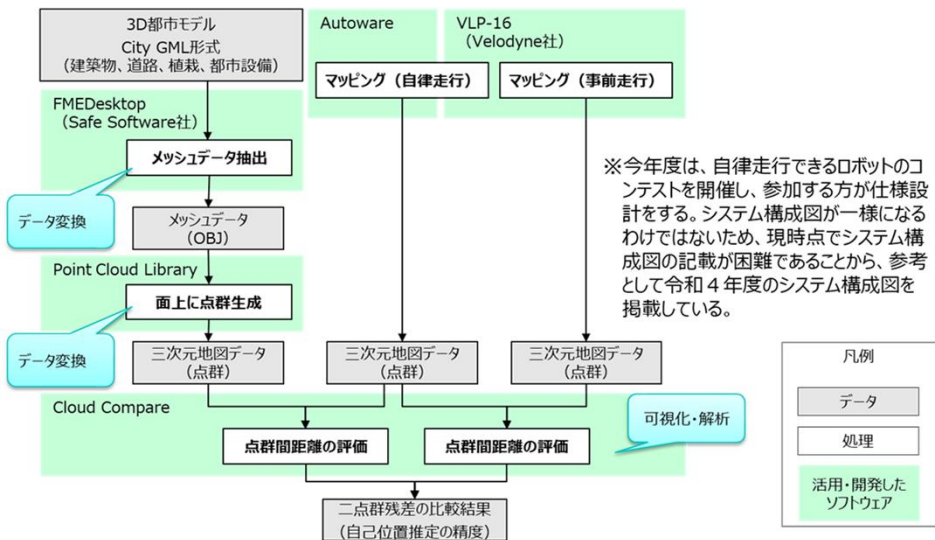 3D都市モデル
City GML形式
(建築物、道路、植栽、都市設備)
Autoware
VLP-16
(Velodyne社)
マッピング(自律走行)
マッピング(事前走行)
FMEDesktop
(Safe Software社)
メッシュデータ抽出
データ変換
メッシュデータ
(OBJ)
Point Cloud Library
面上に点群生成
データ変換
三次元地図データ
(点群)
三次元地図データ
(点群)
三次元地図データ
(点群)
Cloud Compare
点群間距離の評価
点群間距離の評価
可視化・解析
二点群残差の比較結果
(自己位置推定の精度)
※今年度は、自律走行できるロボットのコ
ンテストを開催し、参加する方が仕様設
計をする。システム構成図が一様になる
わけではないため、現時点でシステム構
成図の記載が困難であることから、参考
として令和4年度のシステム構成図を
掲載している。
凡例
データ
処理
活用・開発した
ソフトウェア